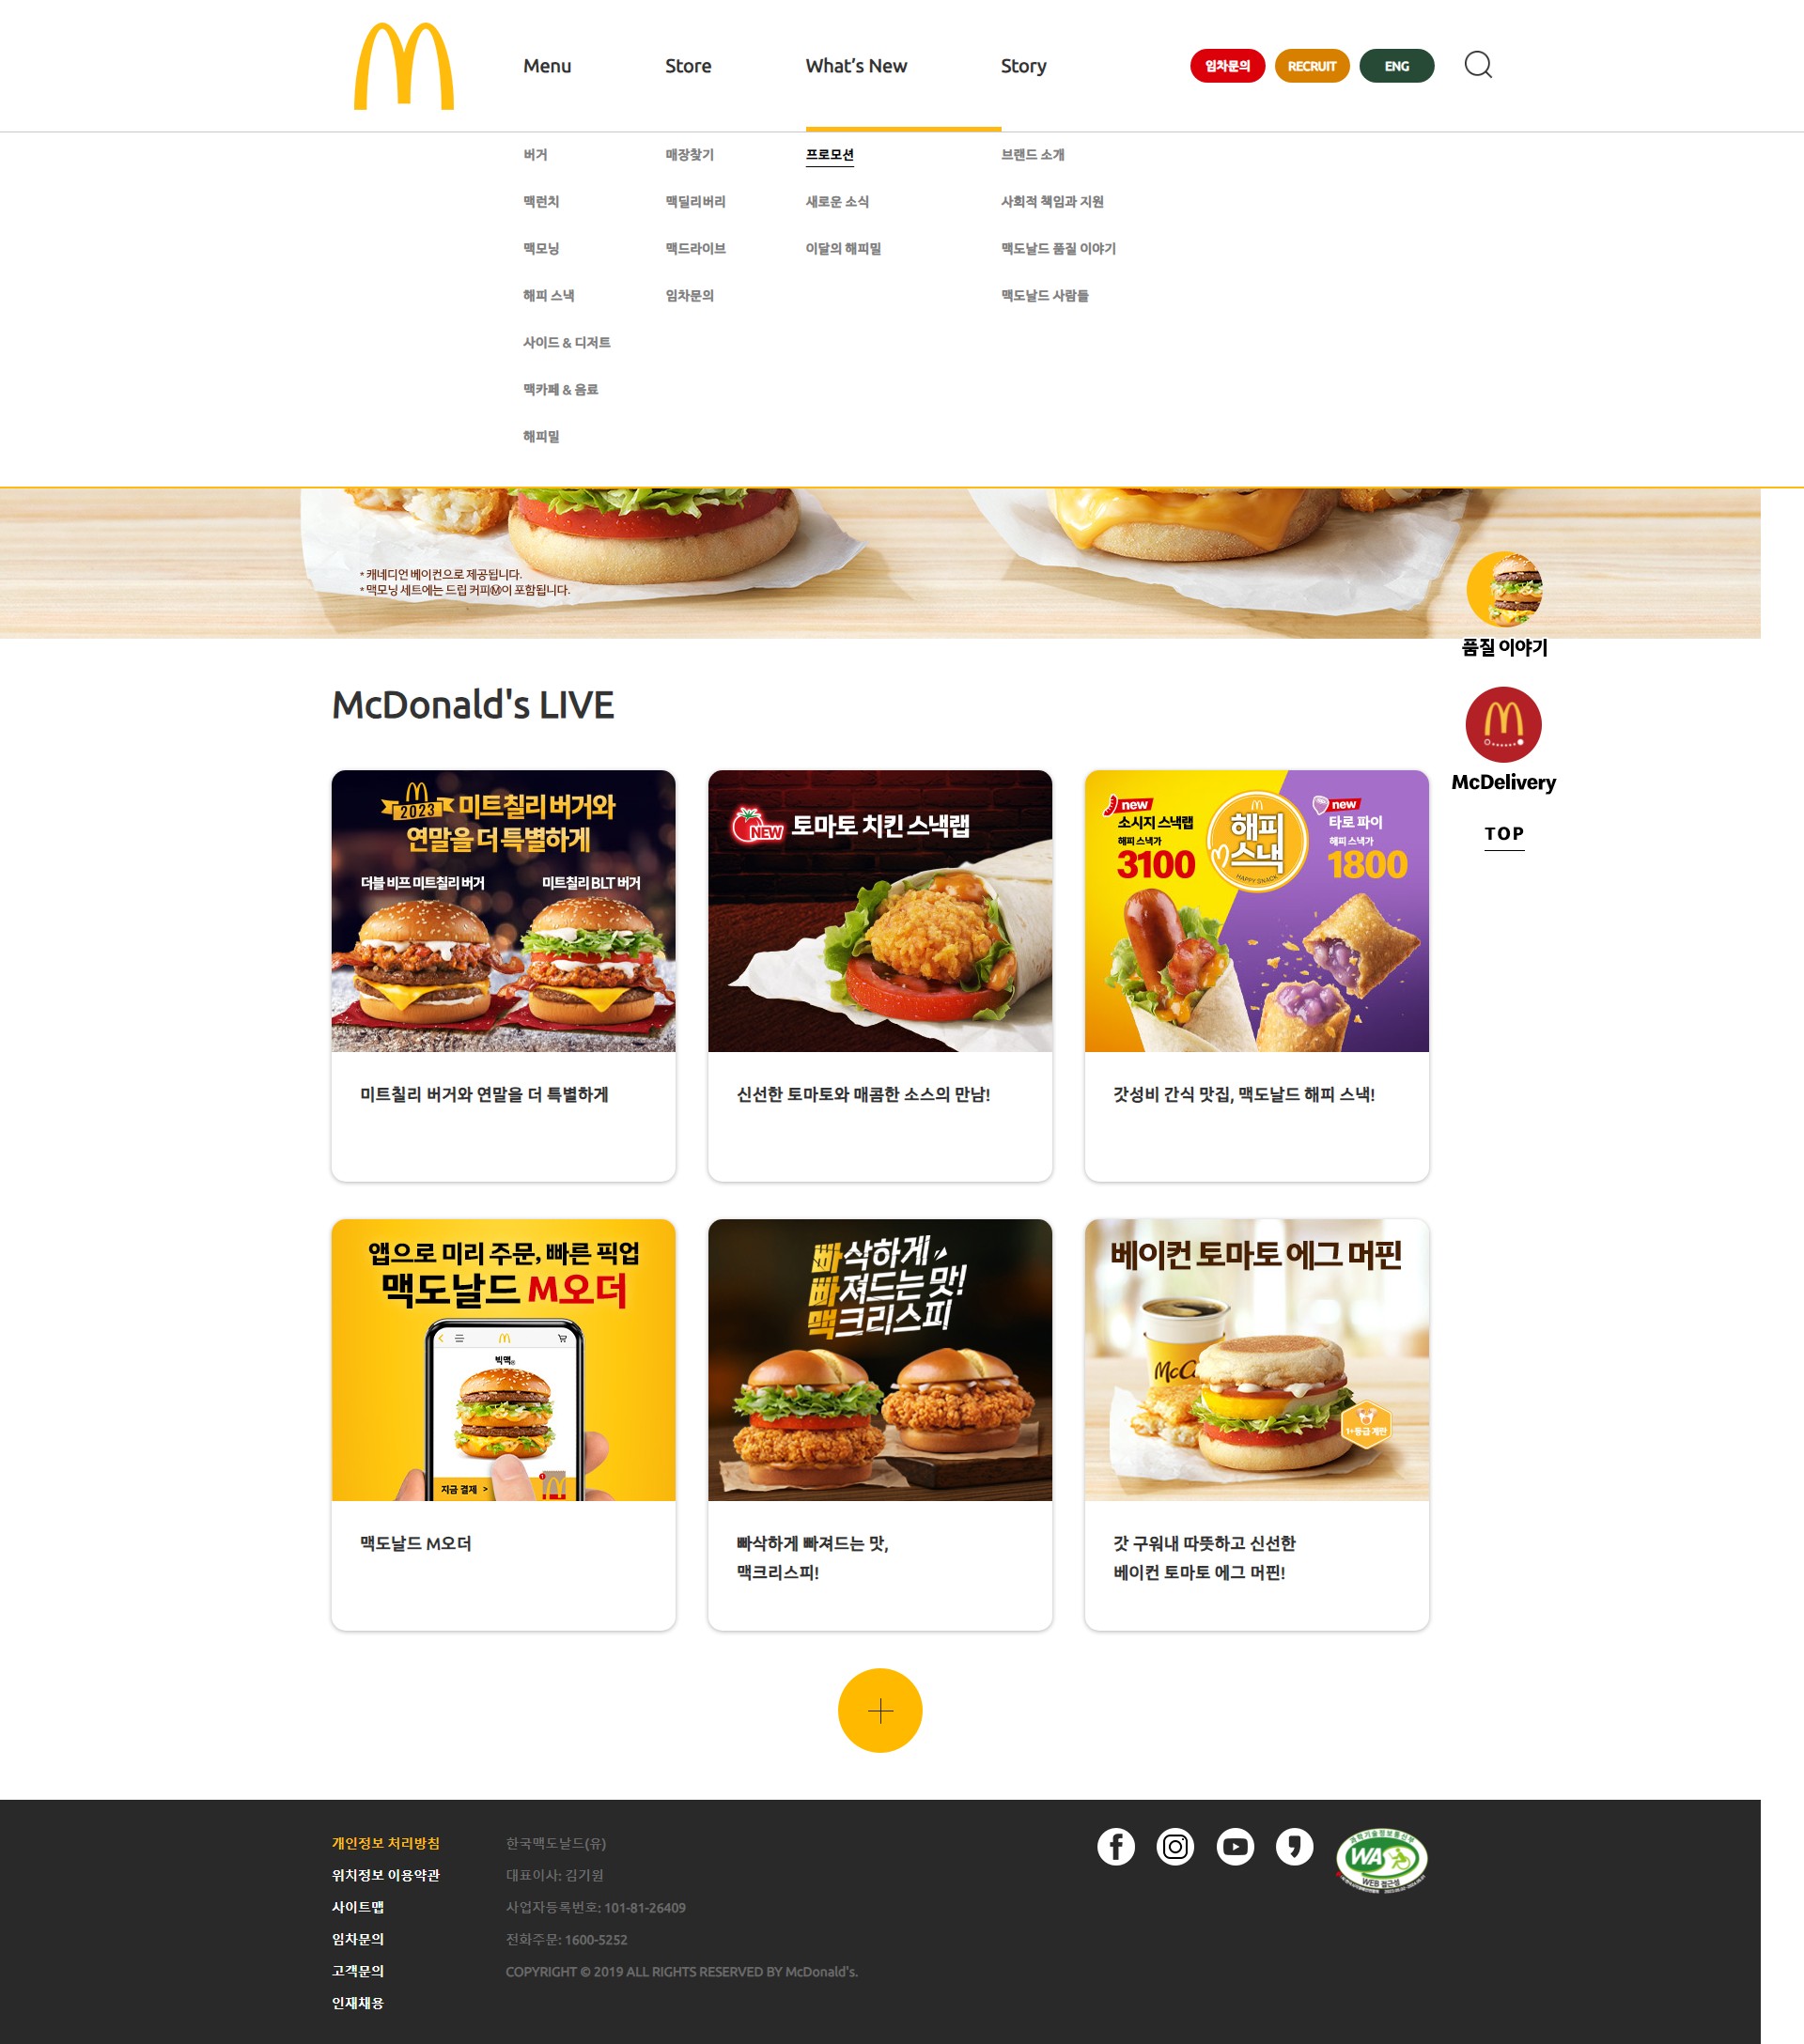 Menu
Store
What's New
Story
임차문의
RECRUIT
ENG
버거
맥런치
맥모닝
해피 스낵
사이드 & 디저트
맥카페 & 음료
해피밀
매장찾기
맥딜리버리
맥드라이브
임차문의
프로모션
새로운 소식
이달의 해피밀
브랜드 소개
사회적 책임과 지원
맥도날드 품질 이야기
맥도날드 사람들
* 캐네디언 베이컨으로 제공됩니다.
* 맥모닝 세트에는 드립 커피Ⓜ이 포함됩니다.
품질 이야기
McDelivery
TOP
McDonald's LIVE
2023 미트칠리 버거와
연말을 더 특별하게
더블 비프 미트칠리 버거
미트칠리 BLT 버거
미트칠리 버거와 연말을 더 특별하게
NEW 토마토 치킨 스낵랩
신선한 토마토와 매콤한 소스의 만남!
new
소시지 스낵랩
해피 스낵가
3100
해피
스낵
HAPPY SNACK
new
타로 파이
해피 스낵가
1800
갓성비 간식 맛집, 맥도날드 해피 스낵!
앱으로 미리 주문, 빠른 픽업
맥도날드 M오더
빅맥®
지금 결제 >
1
맥도날드 M오더
빠삭하게
빠져드는 맛!
맥크리스피
빠삭하게 빠져드는 맛,
맥크리스피!
베이컨 토마토 에그 머핀
McC
1+등급 계란
갓 구워내 따뜻하고 신선한
베이컨 토마토 에그 머핀!
개인정보 처리방침
위치정보 이용약관
사이트맵
임차문의
고객문의
인재채용
한국맥도날드(유)
대표이사: 김기원
사업자등록번호: 101-81-26409
전화주문: 1600-5252
COPYRIGHT © 2019 ALL RIGHTS RESERVED BY McDonald's.
과학기술정보통신부
WA
WEB 접근성